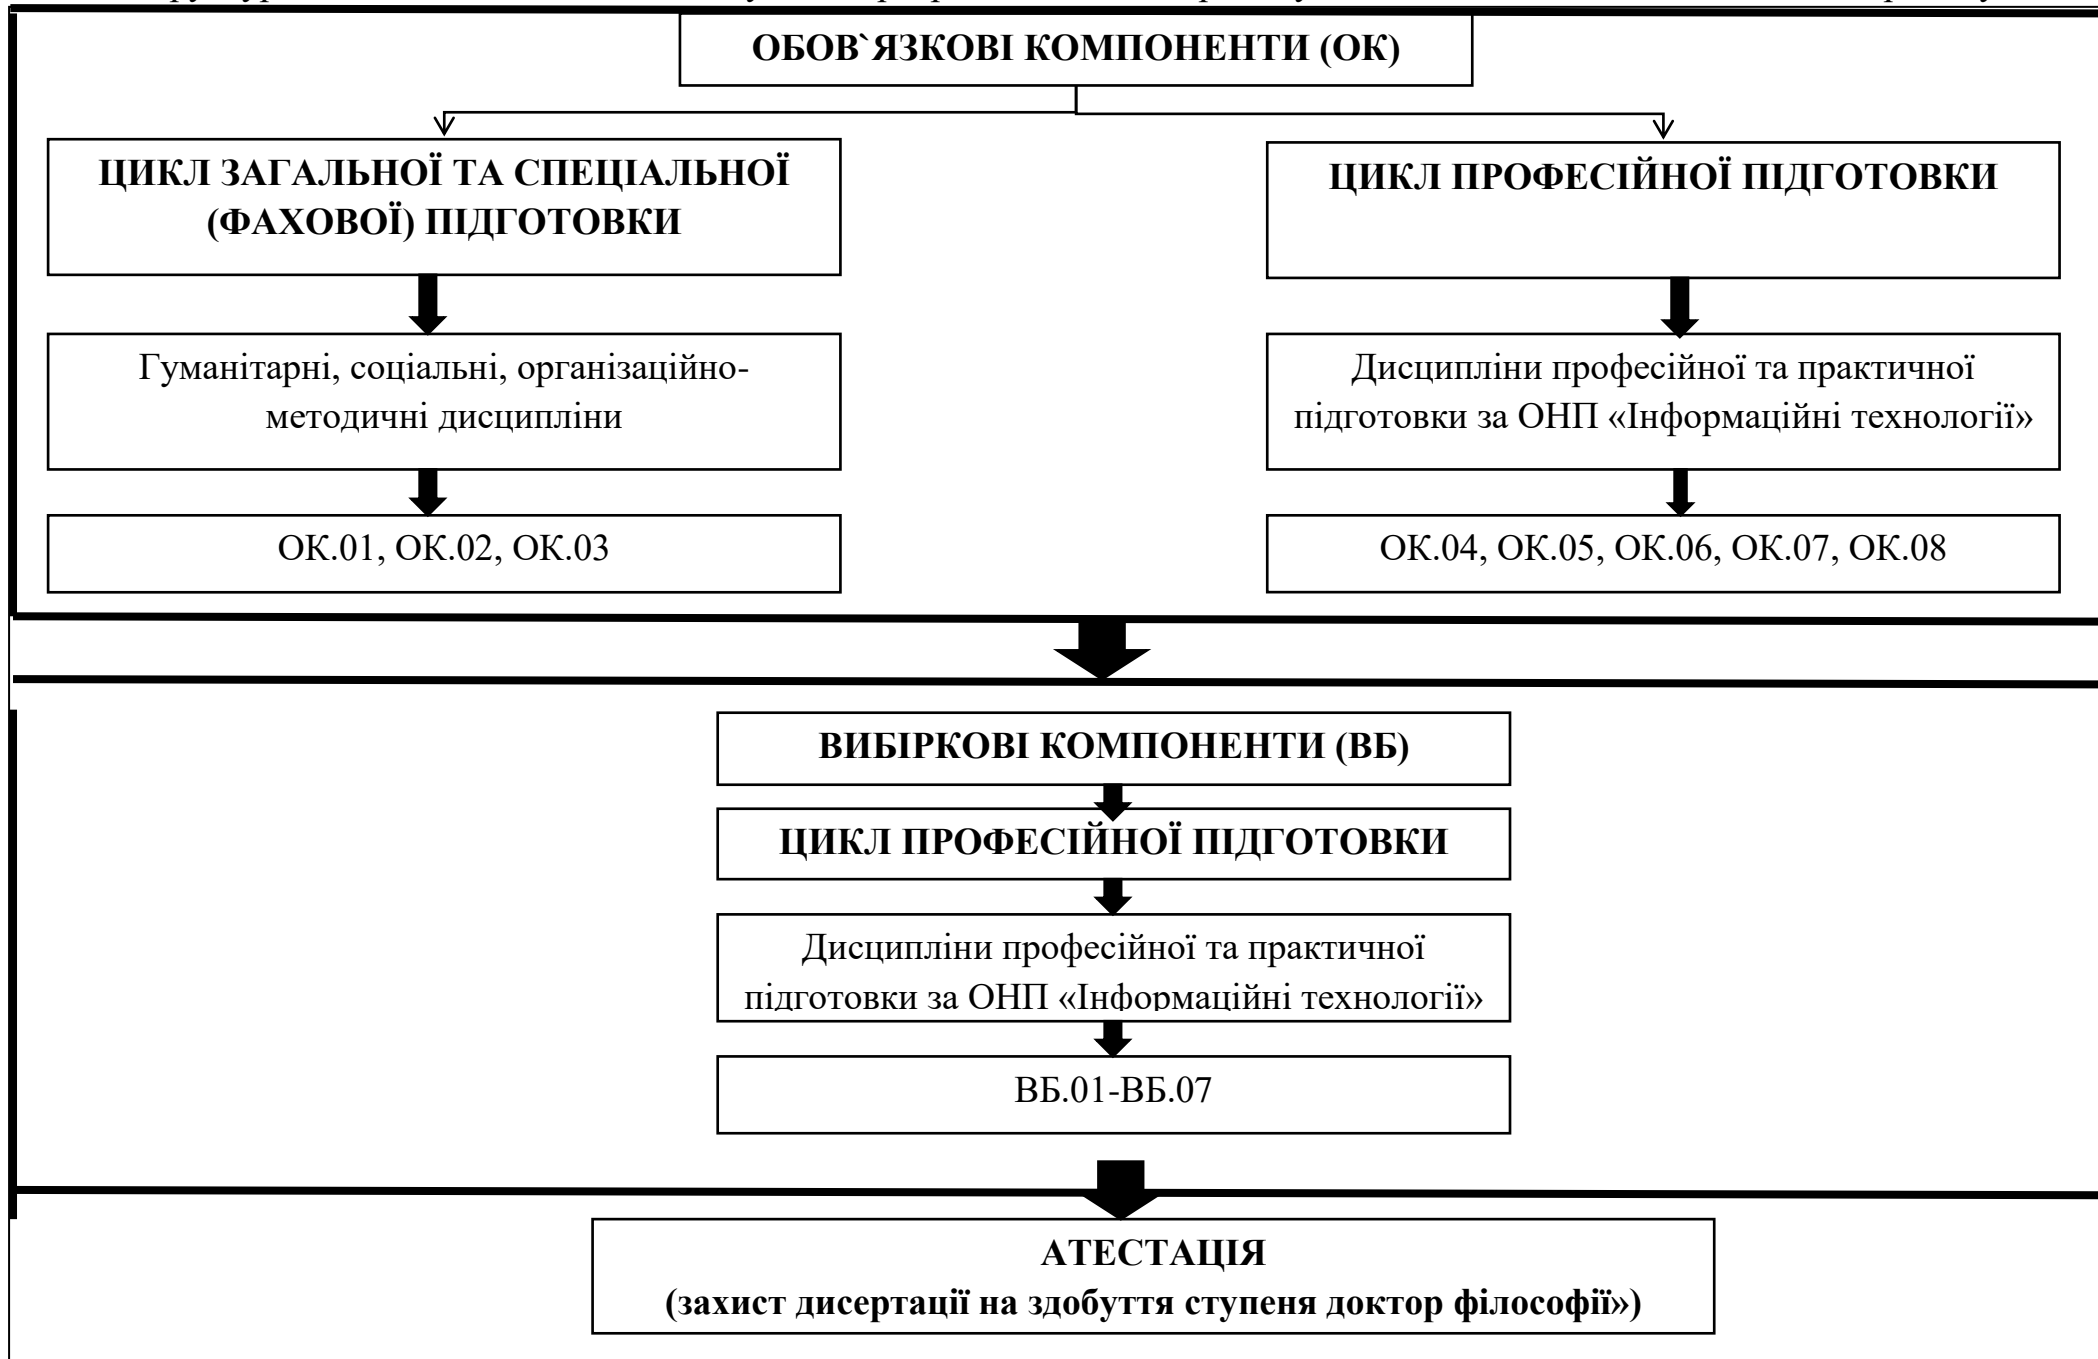 ОБОВ`ЯЗКОВІ КОМПОНЕНТИ (ОК)
ЦИКЛ ЗАГАЛЬНОЇ ТА СПЕЦІАЛЬНОЇ
(ФАХОВОЇ) ПІДГОТОВКИ
ЦИКЛ ПРОФЕСІЙНОЇ ПІДГОТОВКИ
Гуманітарні, соціальні, організаційно-
методичні дисципліни
Дисципліни професійної та практичної
підготовки за ОНП «Інформаційні технології»
ОК.01, ОК.02, ОК.03
ОК.04, ОК.05, ОК.06, ОК.07, ОК.08
ВИБІРКОВІ КОМПОНЕНТИ (ВБ)
ЦИКЛ ПРОФЕСІЙНОЇ ПІДГОТОВКИ
Дисципліни професійної та практичної
підготовки за ОНП «Інформаційні технології»
ВБ.01-ВБ.07
АТЕСТАЦІЯ
(захист дисертації на здобуття ступеня доктор філософії»)